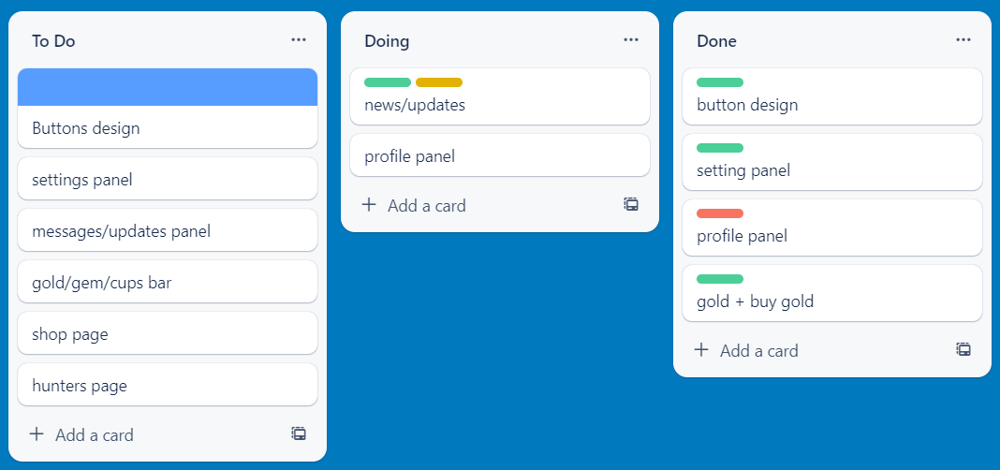 To Do
Buttons design
settings panel
messages/updates panel
gold/gem/cups bar
shop page
hunters page
Add a card
Doing
news/updates
profile panel
Add a card
Done
button design
setting panel
profile panel
gold + buy gold
Add a card